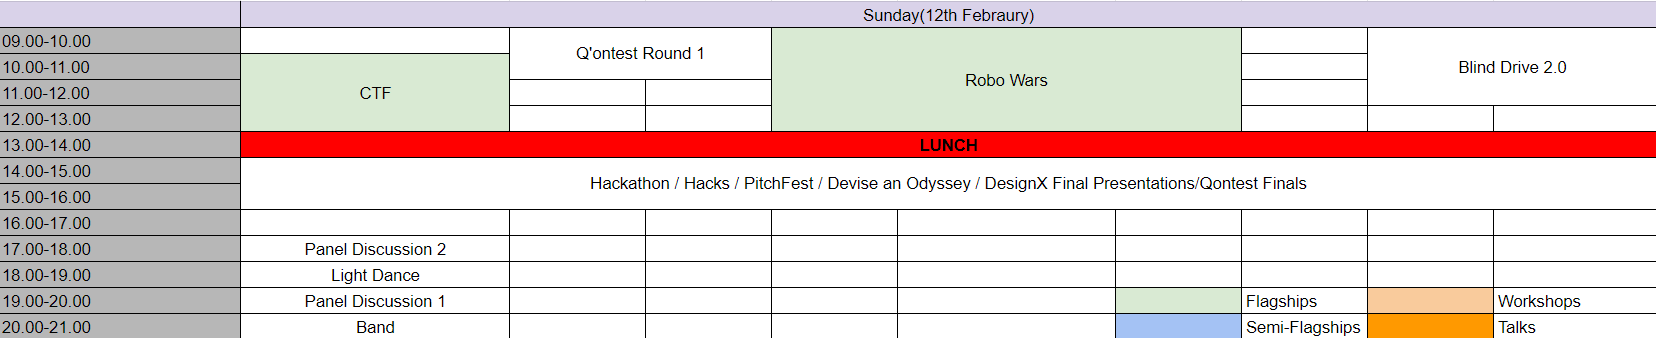 Sunday(12th Febraury)
09.00-10.00
Q'ontest Round 1
Robo Wars
Blind Drive 2.0
10.00-11.00
CTF
11.00-12.00
12.00-13.00
13.00-14.00 LUNCH
14.00-15.00
Hackathon / Hacks / PitchFest / Devise an Odyssey / DesignX Final Presentations/Qontest Finals
15.00-16.00
16.00-17.00
17.00-18.00 Panel Discussion 2
18.00-19.00 Light Dance
19.00-20.00 Panel Discussion 1 Flagships Workshops
20.00-21.00 Band Semi-Flagships Talks